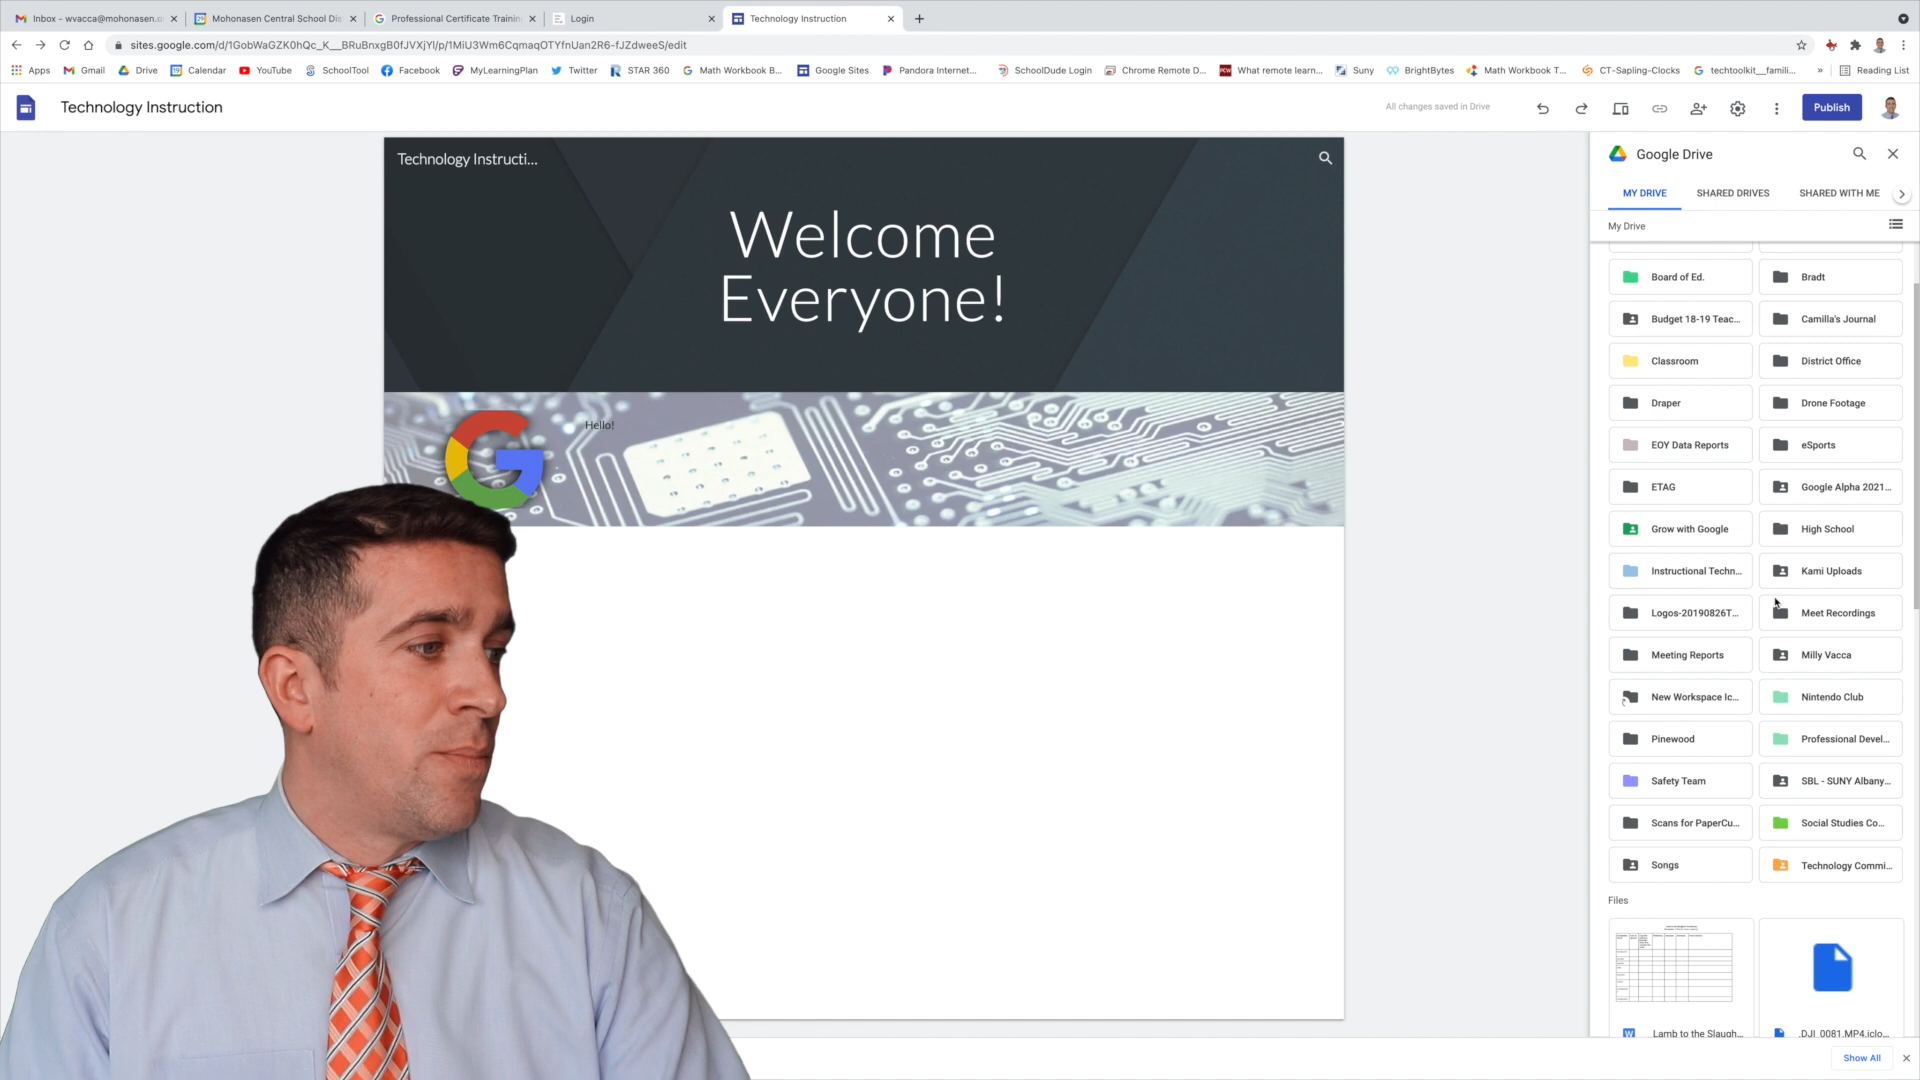 Inbox - wvacca@mohonasen.o
Mohonasen Central School Di
Professional Certificate Trainin
Login
Technology Instruction
sites.google.com/d/1GobWaGZK0hQc_K__BRuBnxgB0fJVXjYl/p/1MiU3Wm6CqmaqOTYfnUan2R6-fJZdweeS/edit
Apps
Gmail
Drive
Calendar
YouTube
SchoolTool
Facebook
MyLearningPlan
Twitter
STAR 360
Math Workbook B...
Google Sites
Pandora Internet...
SchoolDude Login
Chrome Remote D...
What remote learn...
Suny
BrightBytes
Math Workbook T...
CT-Sapling-Clocks
techtoolkit__famili...
»
Reading List
Technology Instruction
All changes saved in Drive
Publish
Technology Instructi...
Welcome
Everyone!
Hello!
Google Drive
MY DRIVE
SHARED DRIVES
SHARED WITH ME
My Drive
Board of Ed.
Bradt
Budget 18-19 Teac...
Camilla's Journal
Classroom
District Office
Draper
Drone Footage
EOY Data Reports
eSports
ETAG
Google Alpha 2021...
Grow with Google
High School
Instructional Techn...
Kami Uploads
Logos-20190826T...
Meet Recordings
Meeting Reports
Milly Vacca
New Workspace Ic...
Nintendo Club
Pinewood
Professional Devel...
Safety Team
SBL - SUNY Albany...
Scans for PaperCu...
Social Studies Co...
Songs
Technology Commi...
Files
Lamb to the Slaugh...
.DJI_0081.MP4.iclo...
Show All